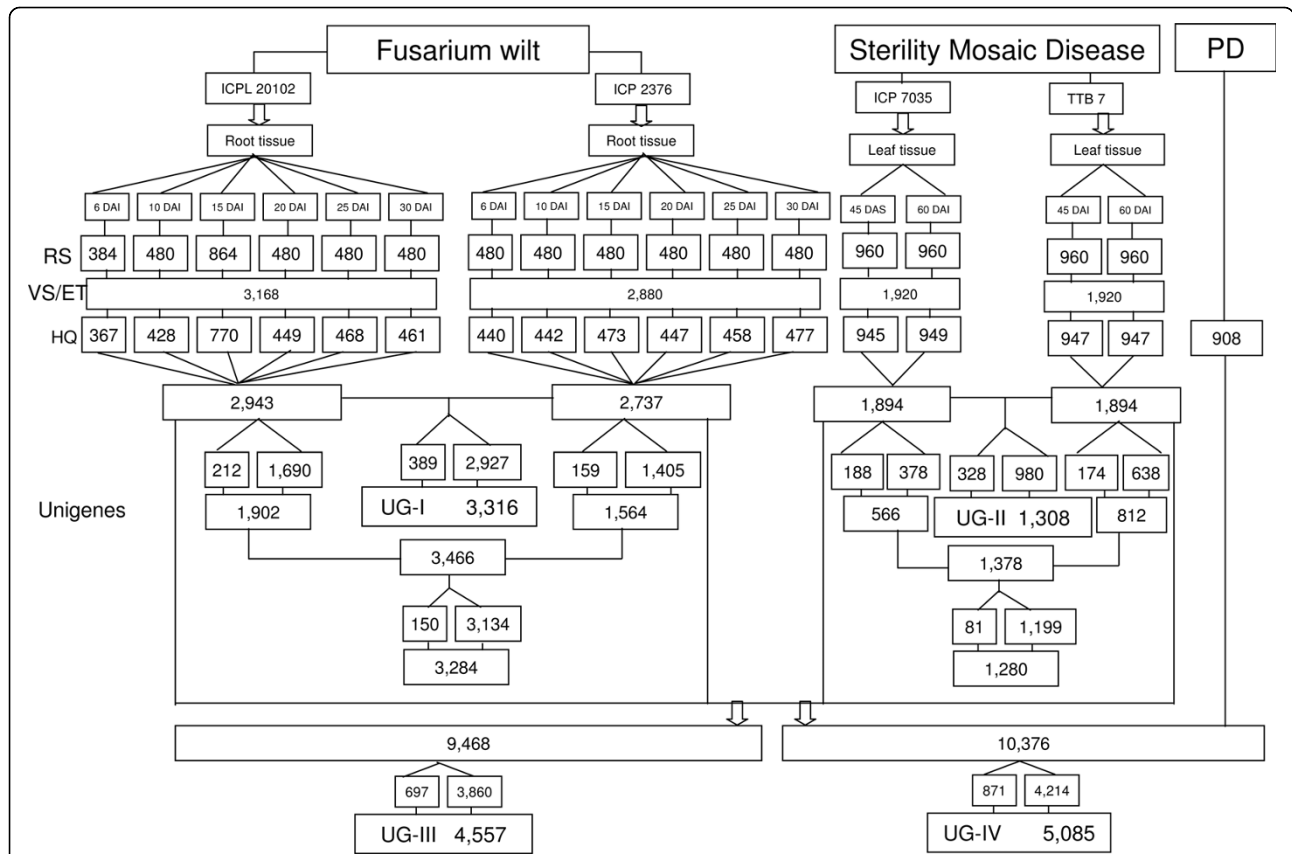 Fusarium wilt Sterility Mosaic Disease PD
ICPL 20102 ICP 2376 ICP 7035 TTB 7
Root tissue Root tissue Leaf tissue Leaf tissue
6 DAI 10 DAI 15 DAI 20 DAI 25 DAI 30 DAI 6 DAI 10 DAI 15 DAI 20 DAI 25 DAI 30 DAI 45 DAS 60 DAI 45 DAI 60 DAI
RS 384 480 864 480 480 480 480 480 480 480 480 480 960 960 960 960
VS/ET 3,168 2,880 1,920 1,920
HQ 367 428 770 449 468 461 440 442 473 447 458 477 945 949 947 947 908
2,943 2,737 1,894 1,894
212 1,690 389 2,927 159 1,405 188 378 328 980 174 638
Unigenes 1,902 UG-I 3,316 1,564 566 UG-II 1,308 812
3,466 1,378
150 3,134 81 1,199
3,284 1,280
9,468 10,376
697 3,860 871 4,214
UG-III 4,557 UG-IV 5,085